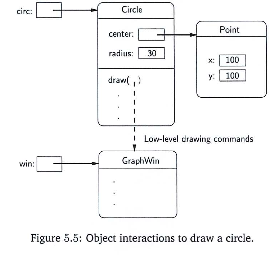 circ:
Circle
center:
radius: 30
draw( )
.
.
.
Point
x: 100
y: 100
Low-level drawing commands
win:
GraphWin
.
.
.
Figure 5.5: Object interactions to draw a circle.